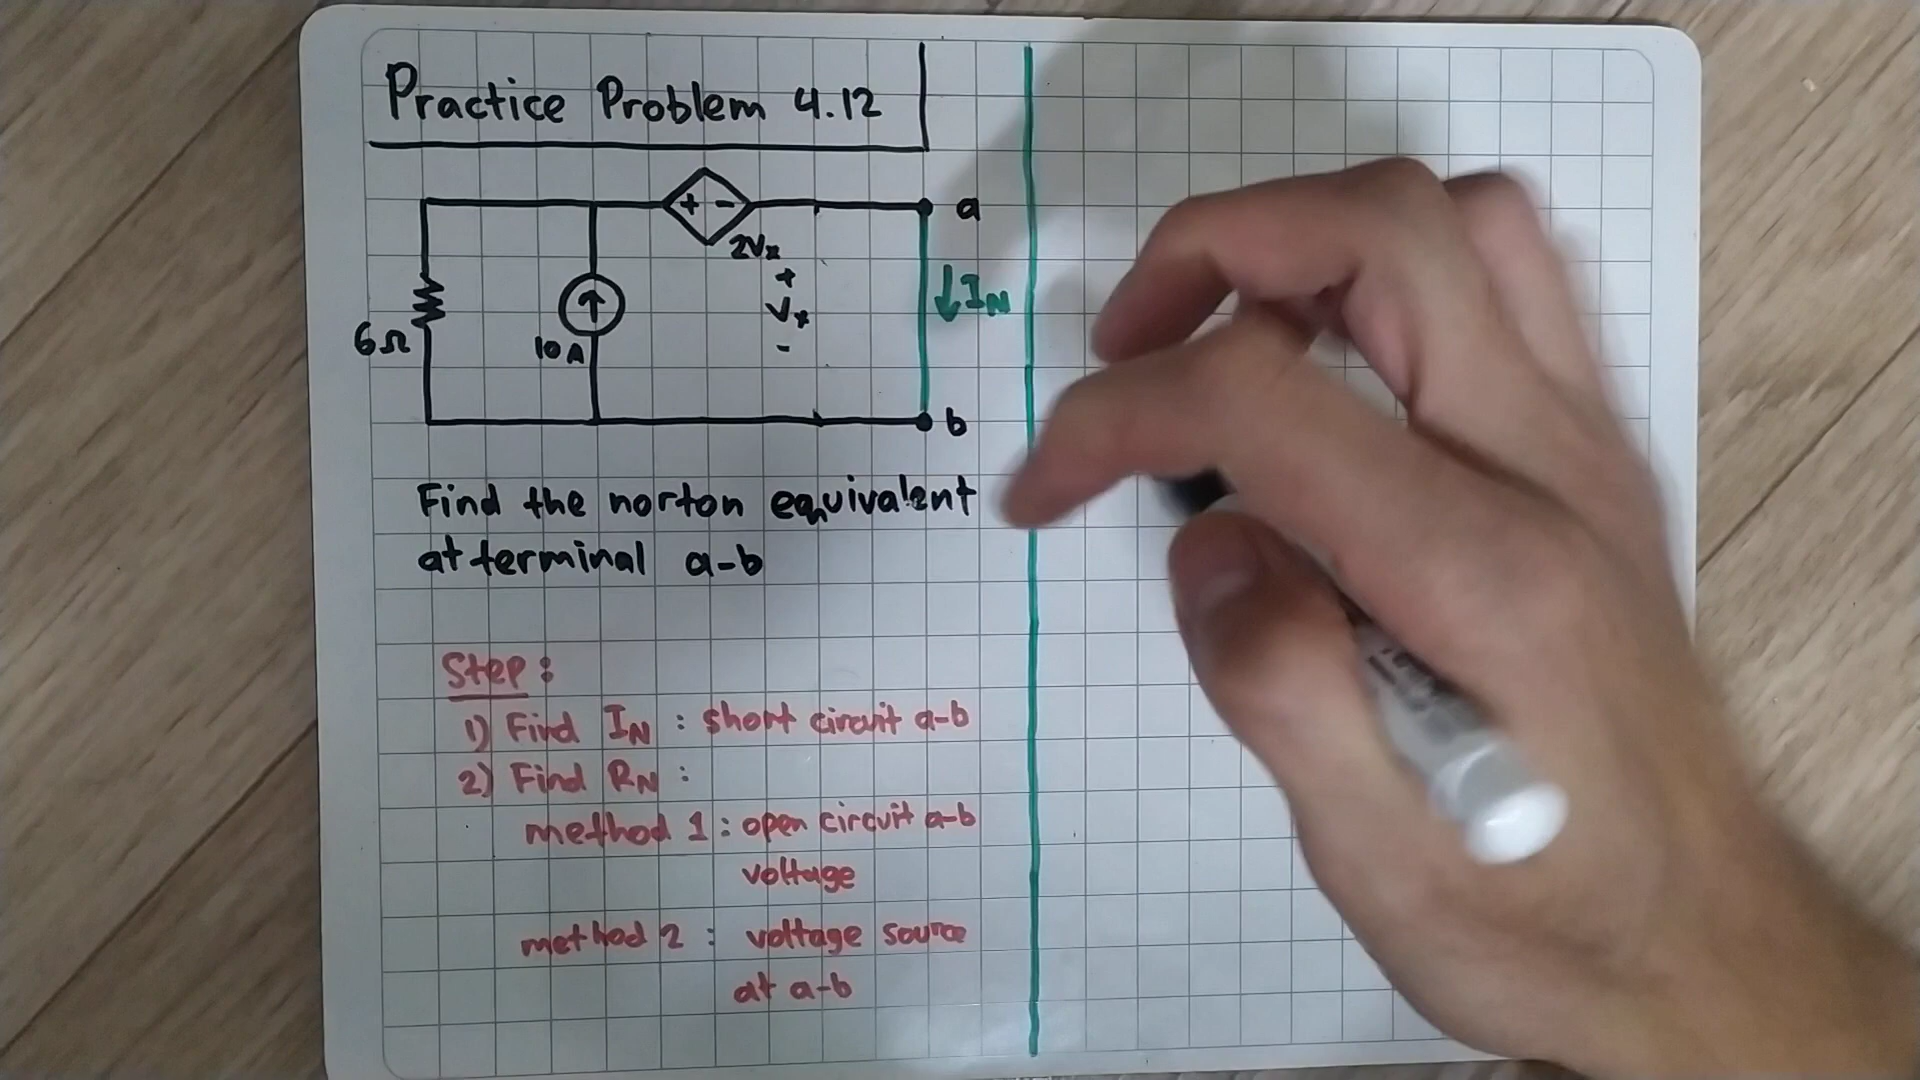 Practice Problem 4.12
+ -
2Vx
a
6Ω
10A
+
Vx
-
↓IN
b
Find the norton equivalent
at terminal a-b
Step:
1) Find IN : short circuit a-b
2) Find RN :
method 1 : open circuit a-b
voltage
method 2 : voltage source
at a-b